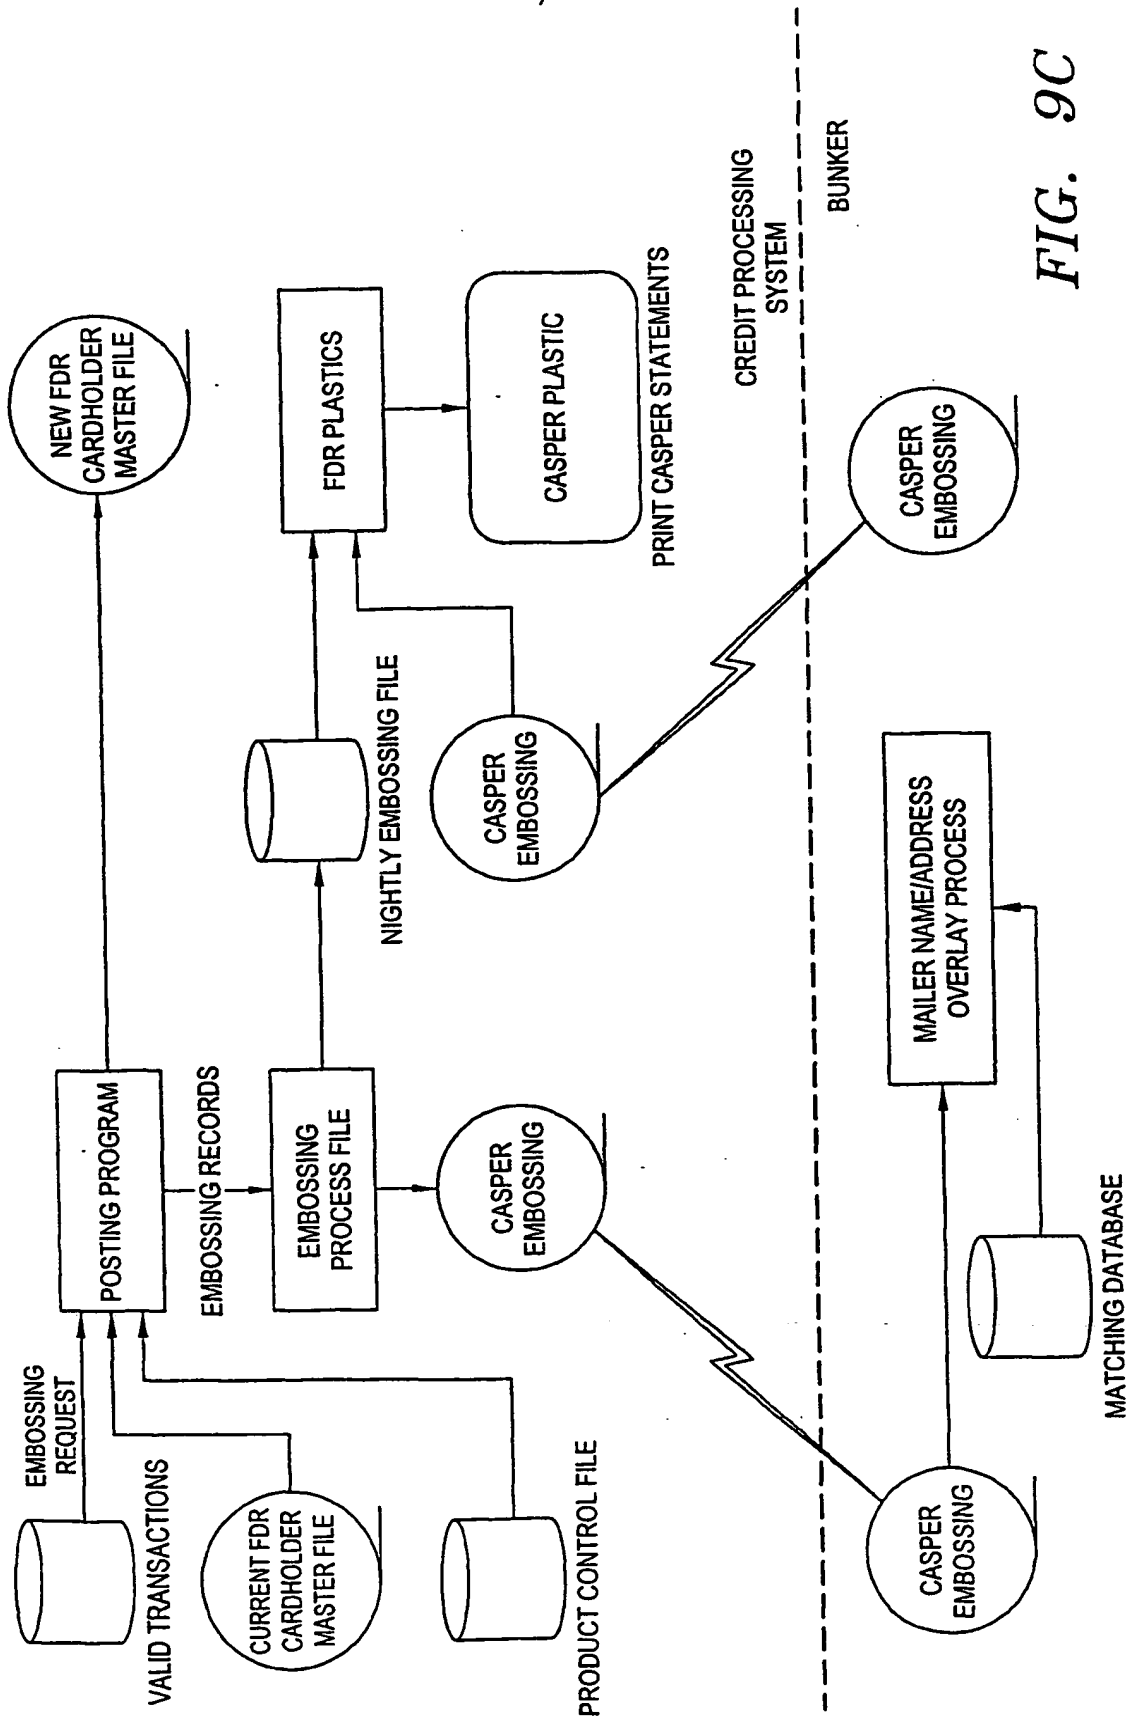 EMBOSSING
REQUEST
VALID TRANSACTIONS
CURRENT FDR
CARDHOLDER
MASTER FILE
PRODUCT CONTROL FILE
POSTING PROGRAM
EMBOSSING RECORDS
EMBOSSING
PROCESS FILE
CASPER
EMBOSSING
NEW FDR
CARDHOLDER
MASTER FILE
NIGHTLY EMBOSSING FILE
CASPER
EMBOSSING
FDR PLASTICS
CASPER PLASTIC
PRINT CASPER STATEMENTS
CREDIT PROCESSING
SYSTEM
BUNKER
CASPER
EMBOSSING
MATCHING DATABASE
MAILER NAME/ADDRESS
OVERLAY PROCESS
CASPER
EMBOSSING
FIG. 9C